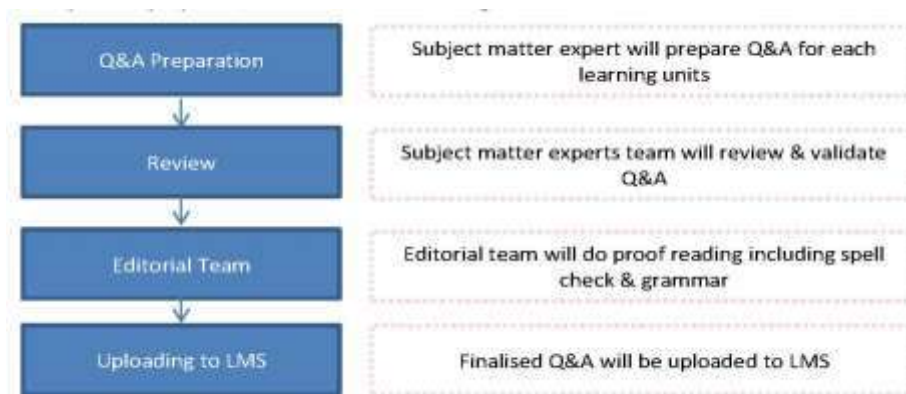 Q&A Preparation
Subject matter expert will prepare Q&A for each
learning units
Review
Subject matter experts team will review & validate
Q&A
Editorial Team
Editorial team will do proof reading including spell
check & grammar
Uploading to LMS
Finalised Q&A will be uploaded to LMS